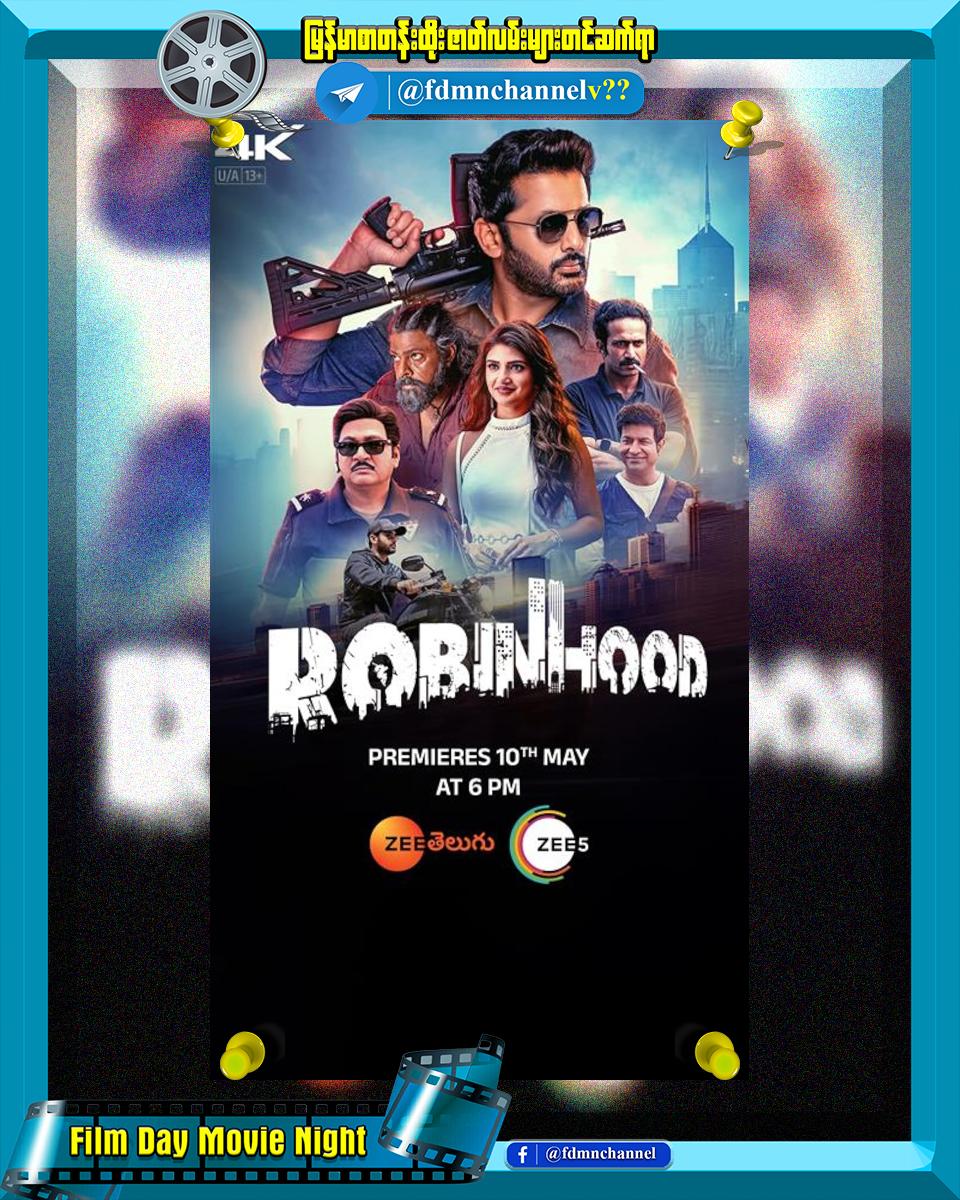 မြန်မာစာတန်းထိုးဇာတ်လမ်းများတင်ဆက်ရာ
@fdmnchannelv??
4K
U/A 13+
ROBINHOOD
PREMIERES 10TH MAY
AT 6 PM
ZEE తెలుగు ZEE5
Film Day Movie Night
@fdmnchannel